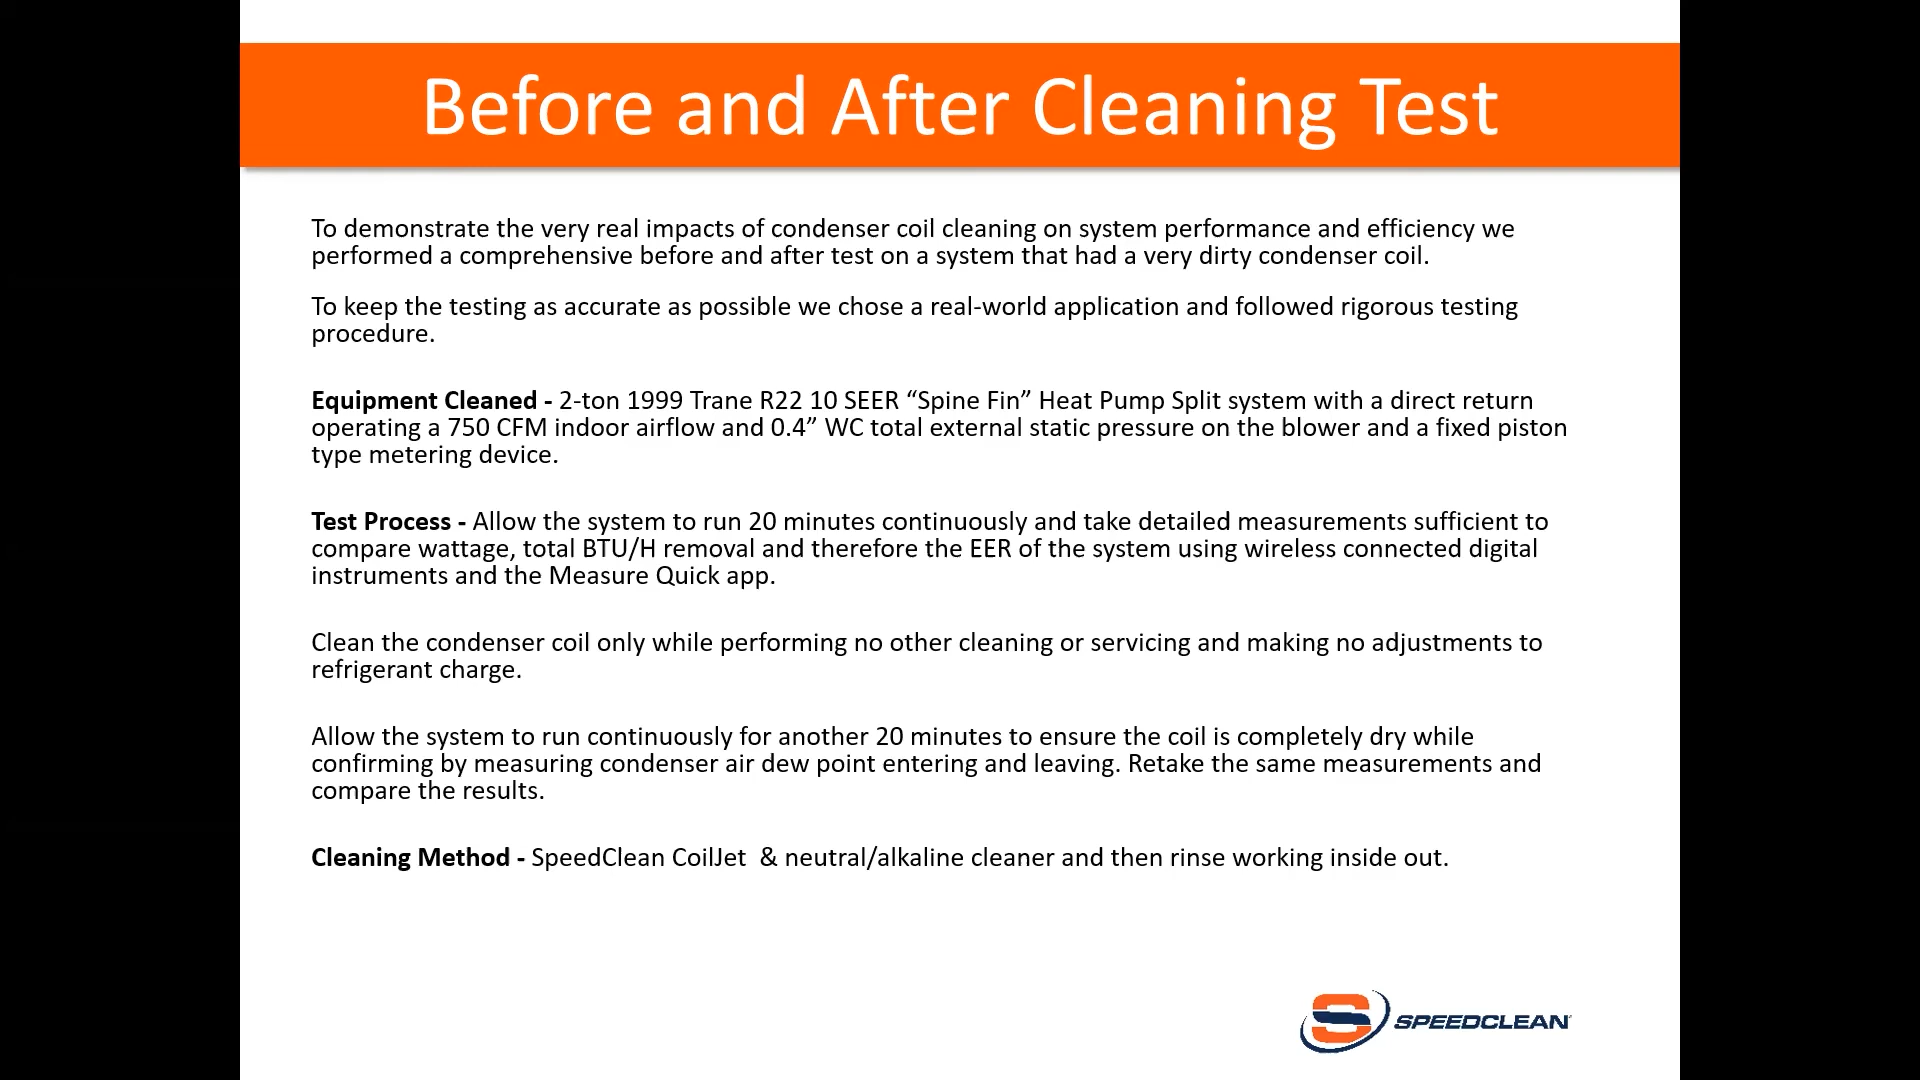 Before and After Cleaning Test
To demonstrate the very real impacts of condenser coil cleaning on system performance and efficiency we
performed a comprehensive before and after test on a system that had a very dirty condenser coil.
To keep the testing as accurate as possible we chose a real-world application and followed rigorous testing
procedure.
Equipment Cleaned - 2-ton 1999 Trane R22 10 SEER “Spine Fin” Heat Pump Split system with a direct return
operating a 750 CFM indoor airflow and 0.4” WC total external static pressure on the blower and a fixed piston
type metering device.
Test Process - Allow the system to run 20 minutes continuously and take detailed measurements sufficient to
compare wattage, total BTU/H removal and therefore the EER of the system using wireless connected digital
instruments and the Measure Quick app.
Clean the condenser coil only while performing no other cleaning or servicing and making no adjustments to
refrigerant charge.
Allow the system to run continuously for another 20 minutes to ensure the coil is completely dry while
confirming by measuring condenser air dew point entering and leaving. Retake the same measurements and
compare the results.
Cleaning Method - SpeedClean CoilJet  & neutral/alkaline cleaner and then rinse working inside out.
SPEEDCLEAN